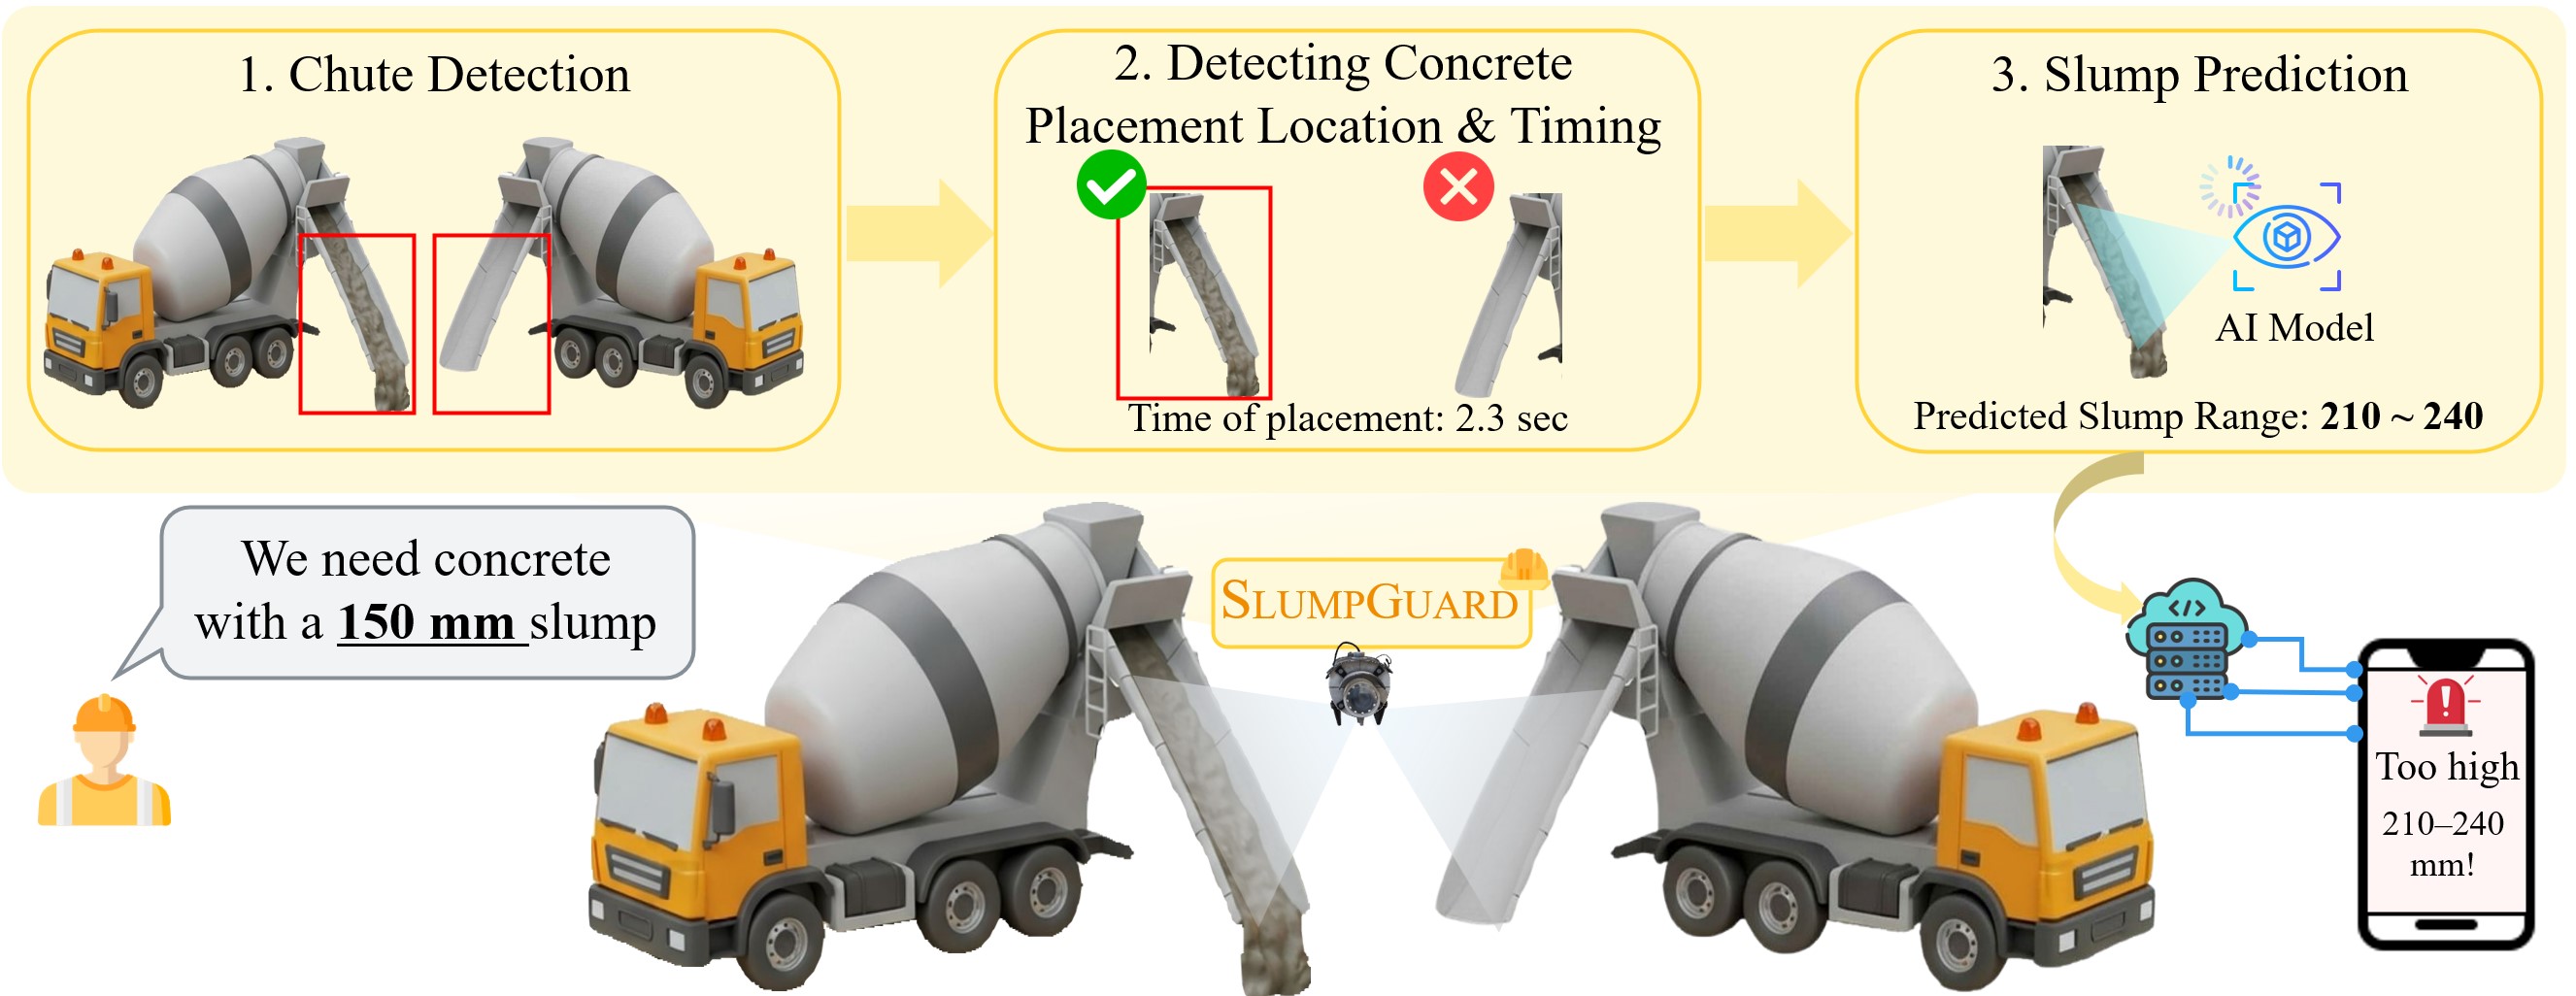 1. Chute Detection
2. Detecting Concrete
Placement Location & Timing
Time of placement: 2.3 sec
3. Slump Prediction
AI Model
Predicted Slump Range: 210 ~ 240
We need concrete
with a 150 mm slump
SLUMPGUARD
</>
Too high
210–240
mm!